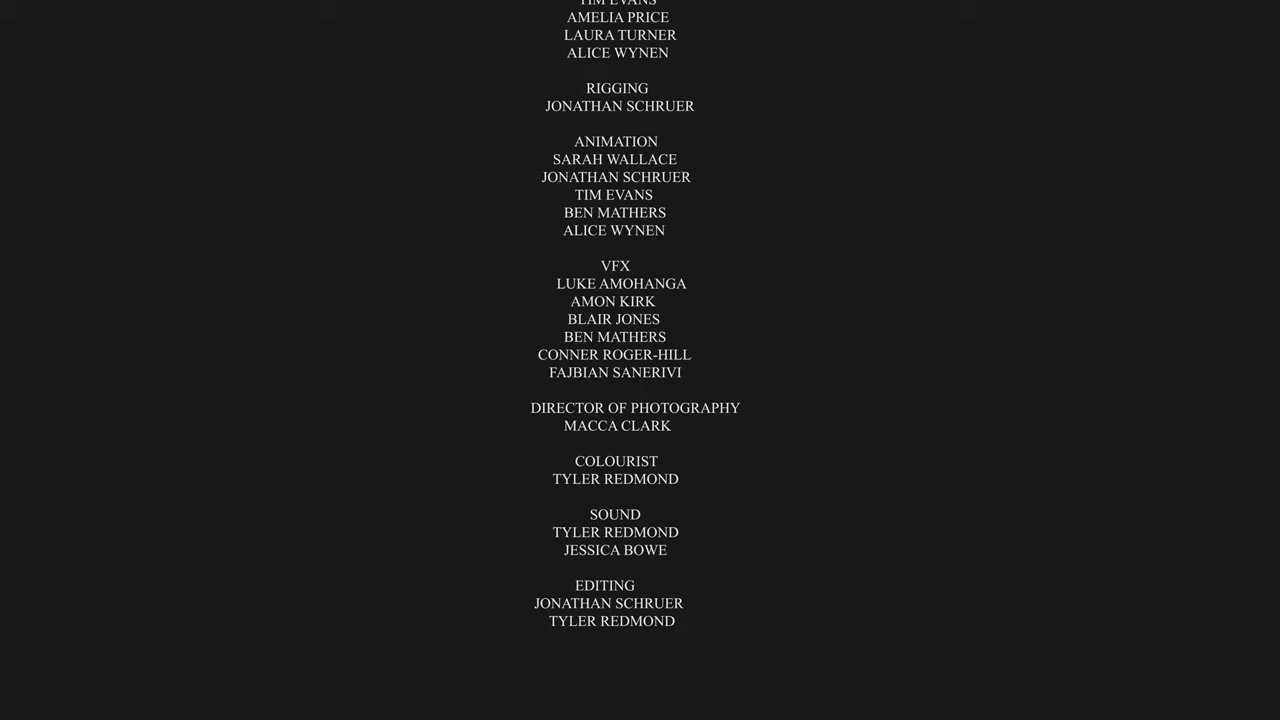 TIM EVANS
AMELIA PRICE
LAURA TURNER
ALICE WYNEN
RIGGING
JONATHAN SCHRUER
ANIMATION
SARAH WALLACE
JONATHAN SCHRUER
TIM EVANS
BEN MATHERS
ALICE WYNEN
VFX
LUKE AMOHANGA
AMON KIRK
BLAIR JONES
BEN MATHERS
CONNER ROGER-HILL
FAJBIAN SANERIVI
DIRECTOR OF PHOTOGRAPHY
MACCA CLARK
COLOURIST
TYLER REDMOND
SOUND
TYLER REDMOND
JESSICA BOWE
EDITING
JONATHAN SCHRUER
TYLER REDMOND